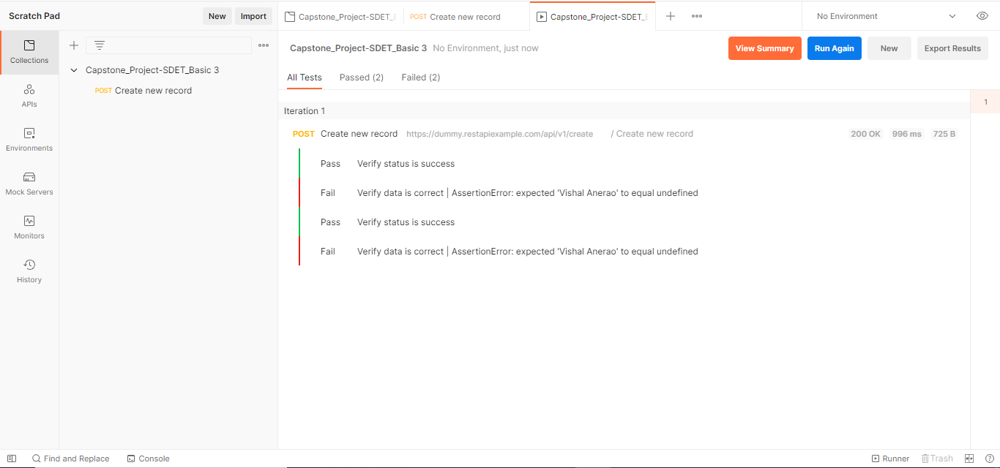 Scratch Pad
New
Import
Capstone_Project-SDET_
POST Create new record
Capstone_Project-SDET_
No Environment
Collections
APIs
Environments
Mock Servers
Monitors
History
Capstone_Project-SDET_Basic 3
POST Create new record
Capstone_Project-SDET_Basic 3 No Environment, just now
View Summary
Run Again
New
Export Results
All Tests
Passed (2)
Failed (2)
Iteration 1
1
POST Create new record https://dummy.restapiexample.com/api/v1/create / Create new record 200 OK 996 ms 725 B
Pass Verify status is success
Fail Verify data is correct | AssertionError: expected 'Vishal Anerao' to equal undefined
Pass Verify status is success
Fail Verify data is correct | AssertionError: expected 'Vishal Anerao' to equal undefined
Find and Replace
Console
Runner
Trash